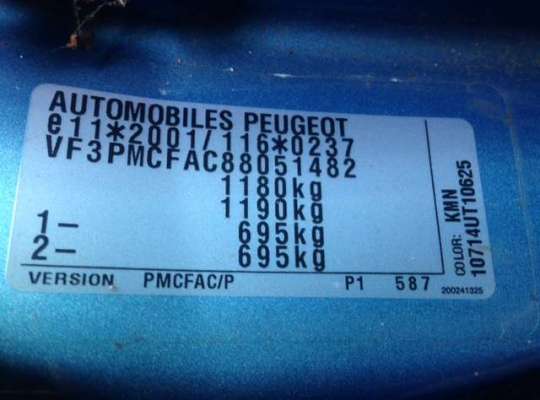 AUTOMOBILES PEUGEOT
e11*2001/116*0237
VF3PMCFAC88051482
1180kg
1190kg
1- 695kg
2- 695kg
VERSION PMCFAC/P P1 587
COLOR: KMN
10714UT10625
200241325